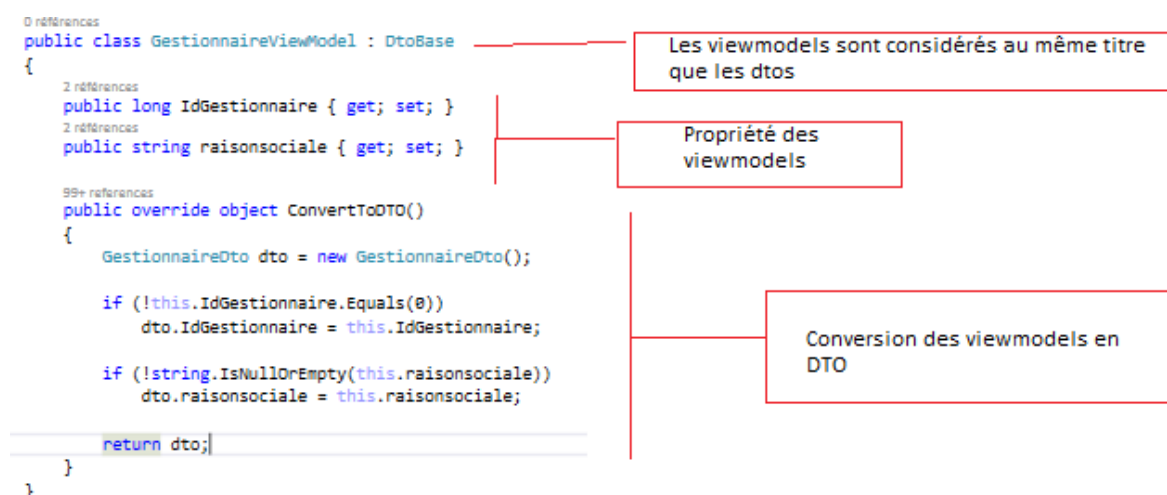 0 références
public class GestionnaireViewModel : DtoBase
{
2 références
public long IdGestionnaire { get; set; }
2 références
public string raisonsociale { get; set; }
99+ references
public override object ConvertToDTO()
{
GestionnaireDto dto = new GestionnaireDto();
if (!this.IdGestionnaire.Equals(0))
dto.IdGestionnaire = this.IdGestionnaire;
if (!string.IsNullOrEmpty(this.raisonsociale))
dto.raisonsociale = this.raisonsociale;
return dto;
}
}
Les viewmodels sont considérés au même titre
que les dtos
Propriété des
viewmodels
Conversion des viewmodels en
DTO